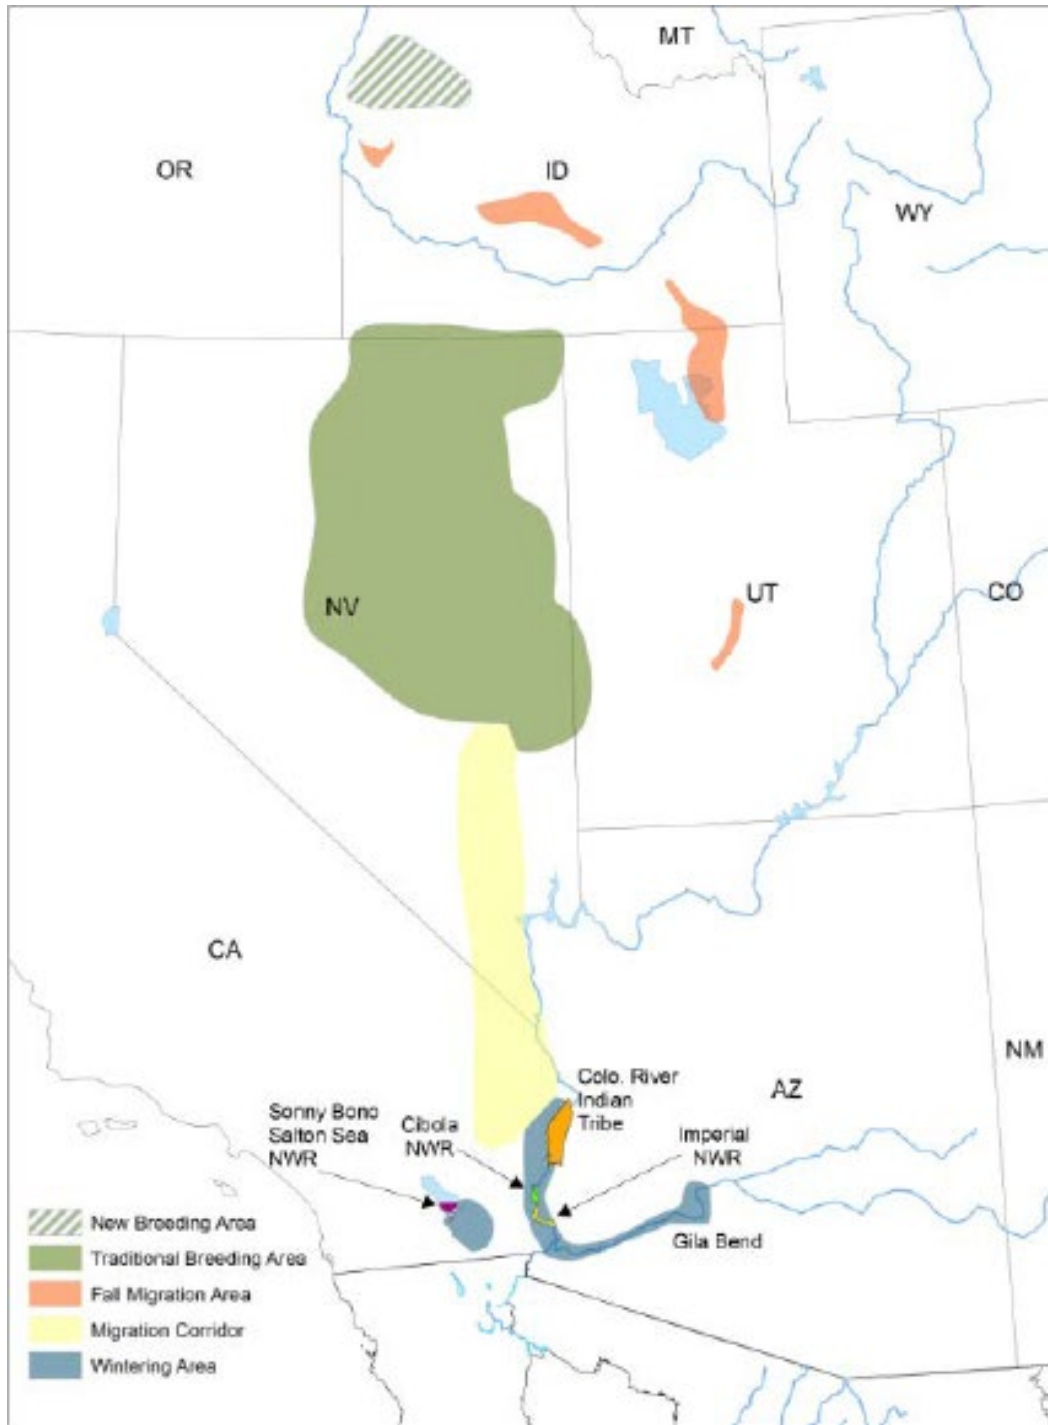 MT
OR
ID
WY
NV
UT
CO
CA
NM
Colo. River
Indian
Tribe
AZ
Sonny Bono
Salton Sea
NWR
Cibola
NWR
Imperial
NWR
Gila Bend
New Breeding Area
Traditional Breeding Area
Fall Migration Area
Migration Corridor
Wintering Area